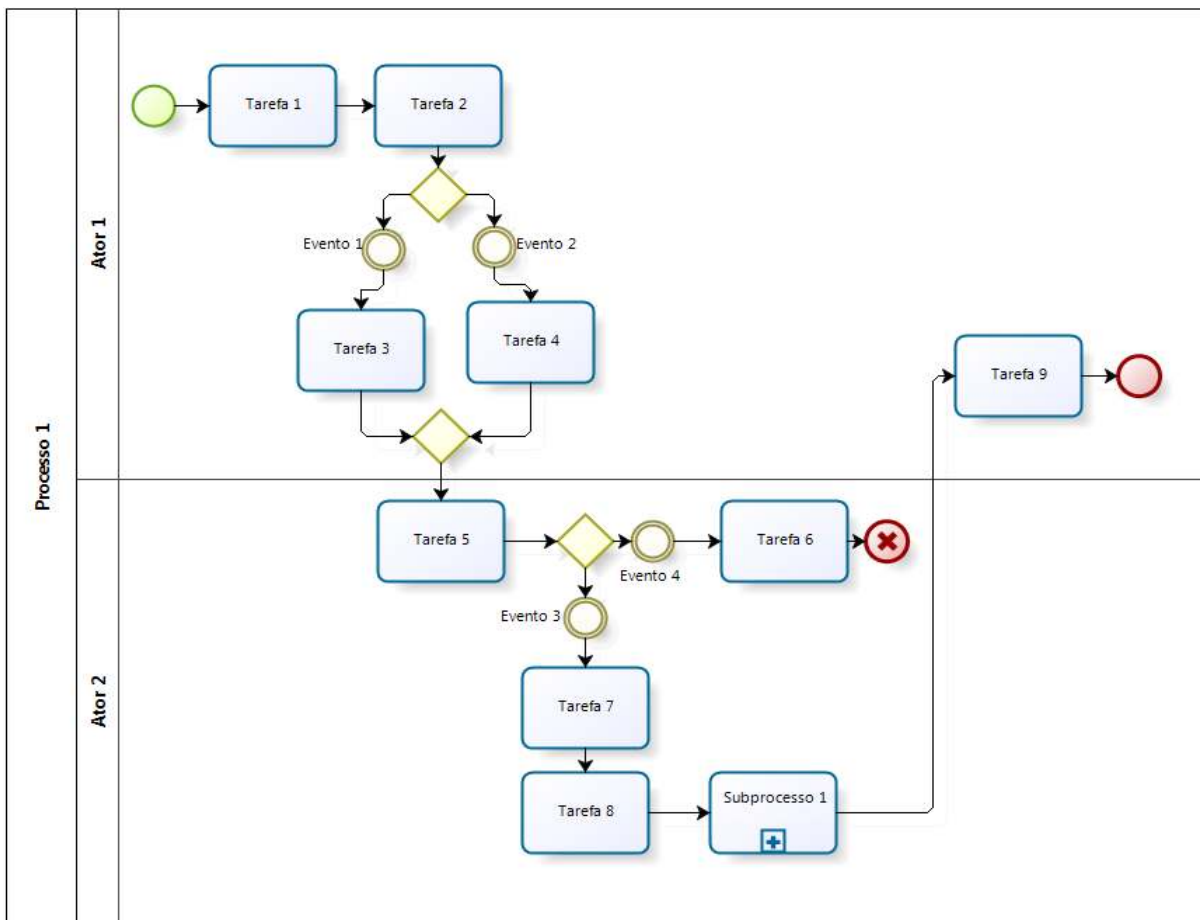 Processo 1
Ator 1
Tarefa 1
Tarefa 2
Evento 1
Evento 2
Tarefa 3
Tarefa 4
Tarefa 9
Ator 2
Tarefa 5
Tarefa 6
Evento 4
Evento 3
Tarefa 7
Tarefa 8
Subprocesso 1